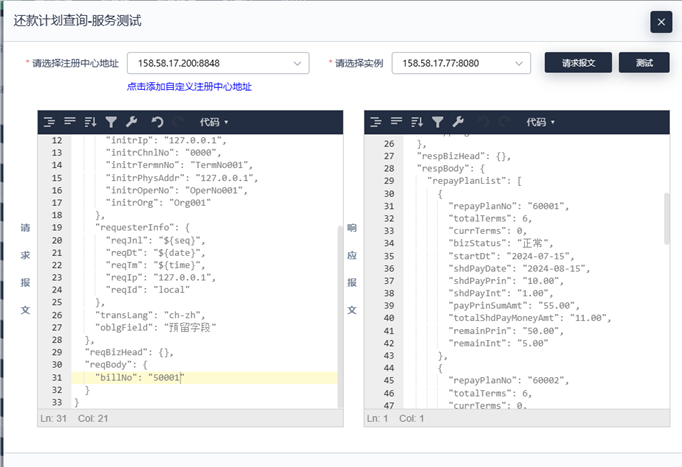 还款计划查询-服务测试
* 请选择注册中心地址 158.58.17.200:8848 * 请选择实例 158.58.17.77:8080 请求报文 测试
点击添加自定义注册中心地址
代码
请求报文
12 "initrIp": "127.0.0.1",
13 "initrChnlNo": "0000",
14 "initrTermnNo": "TermNo001",
15 "initrPhysAddr": "127.0.0.1",
16 "initrOperNo": "OperNo001",
17 "initrOrg": "Org001"
18 },
19 "requesterInfo": {
20 "reqJnl": "${seq}",
21 "reqDt": "${date}",
22 "reqTm": "${time}",
23 "reqIp": "127.0.0.1",
24 "reqId": "local"
25 },
26 "transLang": "ch-zh",
27 "oblgField": "预留字段"
28 },
29 "reqBizHead": {},
30 "reqBody": {
31 "billNo": "50001"
32 }
33 }
Ln: 31 Col: 21
代码
响应报文
26 },
27 "respBizHead": {},
28 "respBody": {
29 "repayPlanList": [
30 {
31 "repayPlanNo": "60001",
32 "totalTerms": 6,
33 "currTerms": 0,
34 "bizStatus": "正常",
35 "startDt": "2024-07-15",
36 "shdPayDate": "2024-08-15",
37 "shdPayPrin": "10.00",
38 "shdPayInt": "1.00",
39 "payPrinSumAmt": "55.00",
40 "totalShdPayMoneyAmt": "11.00",
41 "remainPrin": "50.00",
42 "remainInt": "5.00"
43 },
44 {
45 "repayPlanNo": "60002",
46 "totalTerms": 6,
47 "currTerms": 0,
Ln: 1 Col: 1